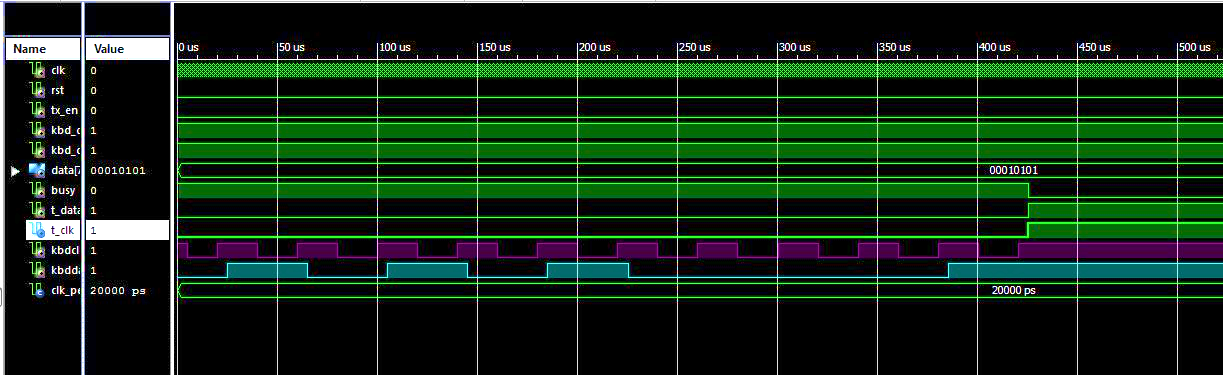 Name Value
0 us 50 us 100 us 150 us 200 us 250 us 300 us 350 us 400 us 450 us 500 us
clk 0
rst 0
tx_en 0
kbd_c 1
kbd_c 1
data[ 00010101 00010101
busy 0
t_data 1
t_clk 1
kbdcl 1
kbdda 1
clk_pe 20000 ps 20000 ps